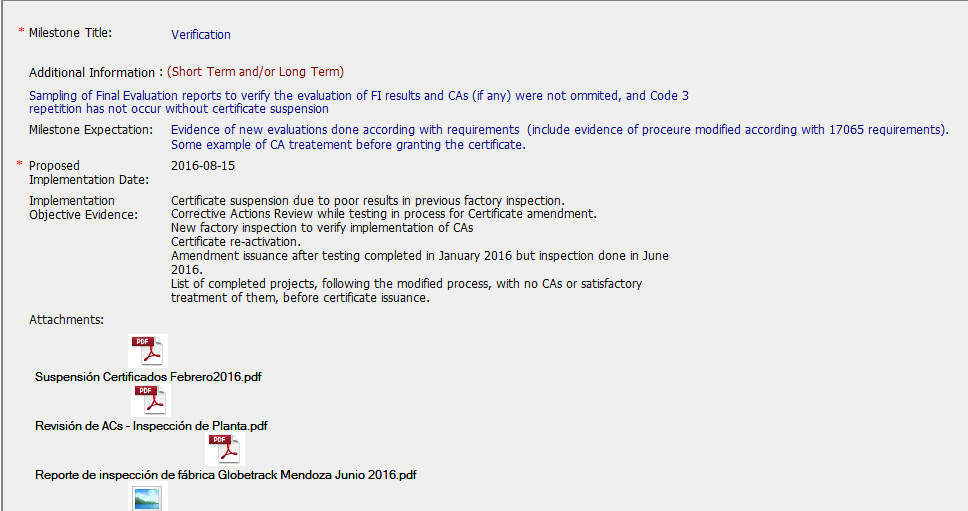 * Milestone Title: Verification
Additional Information : (Short Term and/or Long Term)
Sampling of Final Evaluation reports to verify the evaluation of FI results and CAs (if any) were not ommited, and Code 3
repetition has not occur without certificate suspension
Milestone Expectation: Evidence of new evaluations done according with requirements (include evidence of proceure modified according with 17065 requirements).
Some example of CA treatement before granting the certificate.
* Proposed 2016-08-15
Implementation Date:
Implementation Certificate suspension due to poor results in previous factory inspection.
Objective Evidence: Corrective Actions Review while testing in process for Certificate amendment.
New factory inspection to verify implementation of CAs
Certificate re-activation.
Amendment issuance after testing completed in January 2016 but inspection done in June
2016.
List of completed projects, following the modified process, with no CAs or satisfactory
treatment of them, before certificate issuance.
Attachments:
PDF
Suspensión Certificados Febrero2016.pdf
PDF
Revisión de ACs - Inspección de Planta.pdf
PDF
Reporte de inspección de fábrica Globetrack Mendoza Junio 2016.pdf